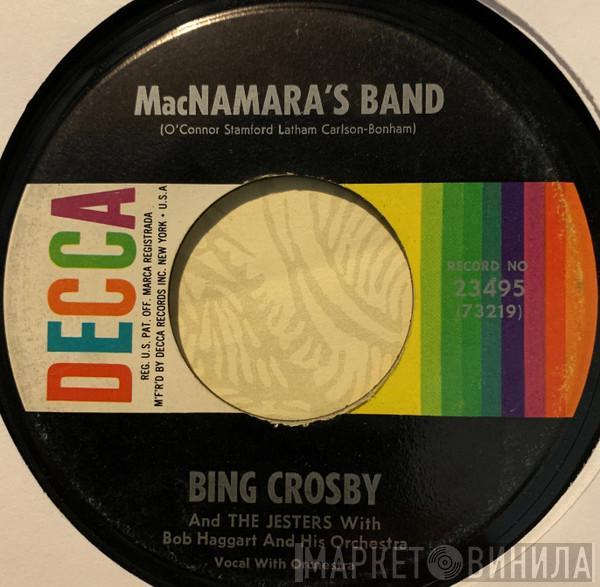 MacNAMARA'S BAND
(O'Connor Stamford Latham Carlson-Bonham)
DECCA
REG. U.S. PAT. OFF. MARCA REGISTRADA
M'F'R'D BY DECCA RECORDS INC. NEW YORK • U.S.A
RECORD NO.
23495
(73219)
BING CROSBY
And THE JESTERS With
Bob Haggart And His Orchestra
Vocal With Orchestra
МАРКЕТ ВИНИЛА